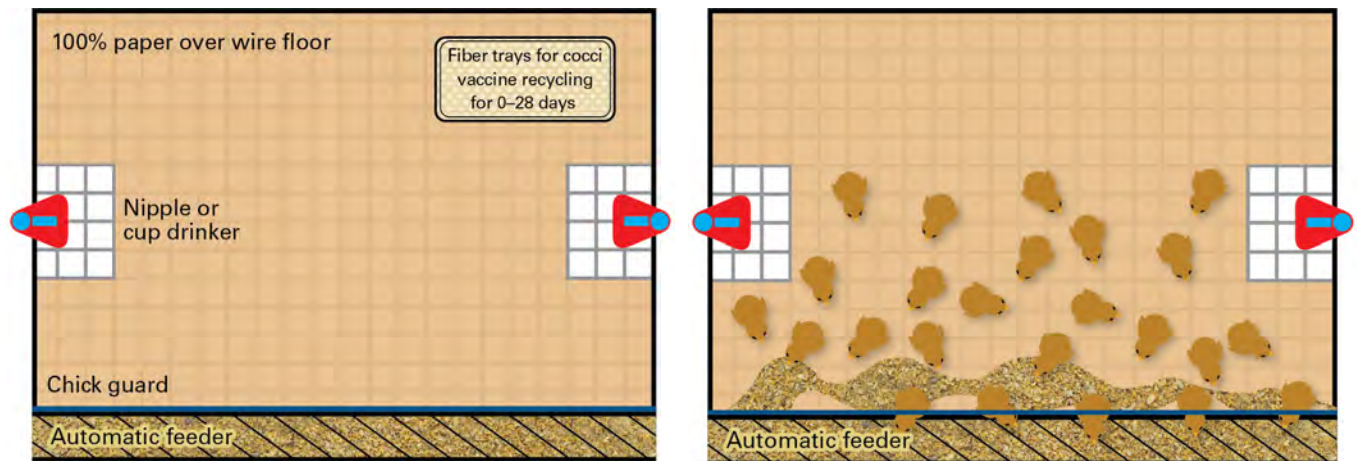 100% paper over wire floor
Fiber trays for cocci
vaccine recycling
for 0–28 days
Nipple or
cup drinker
Chick guard
Automatic feeder
Automatic feeder